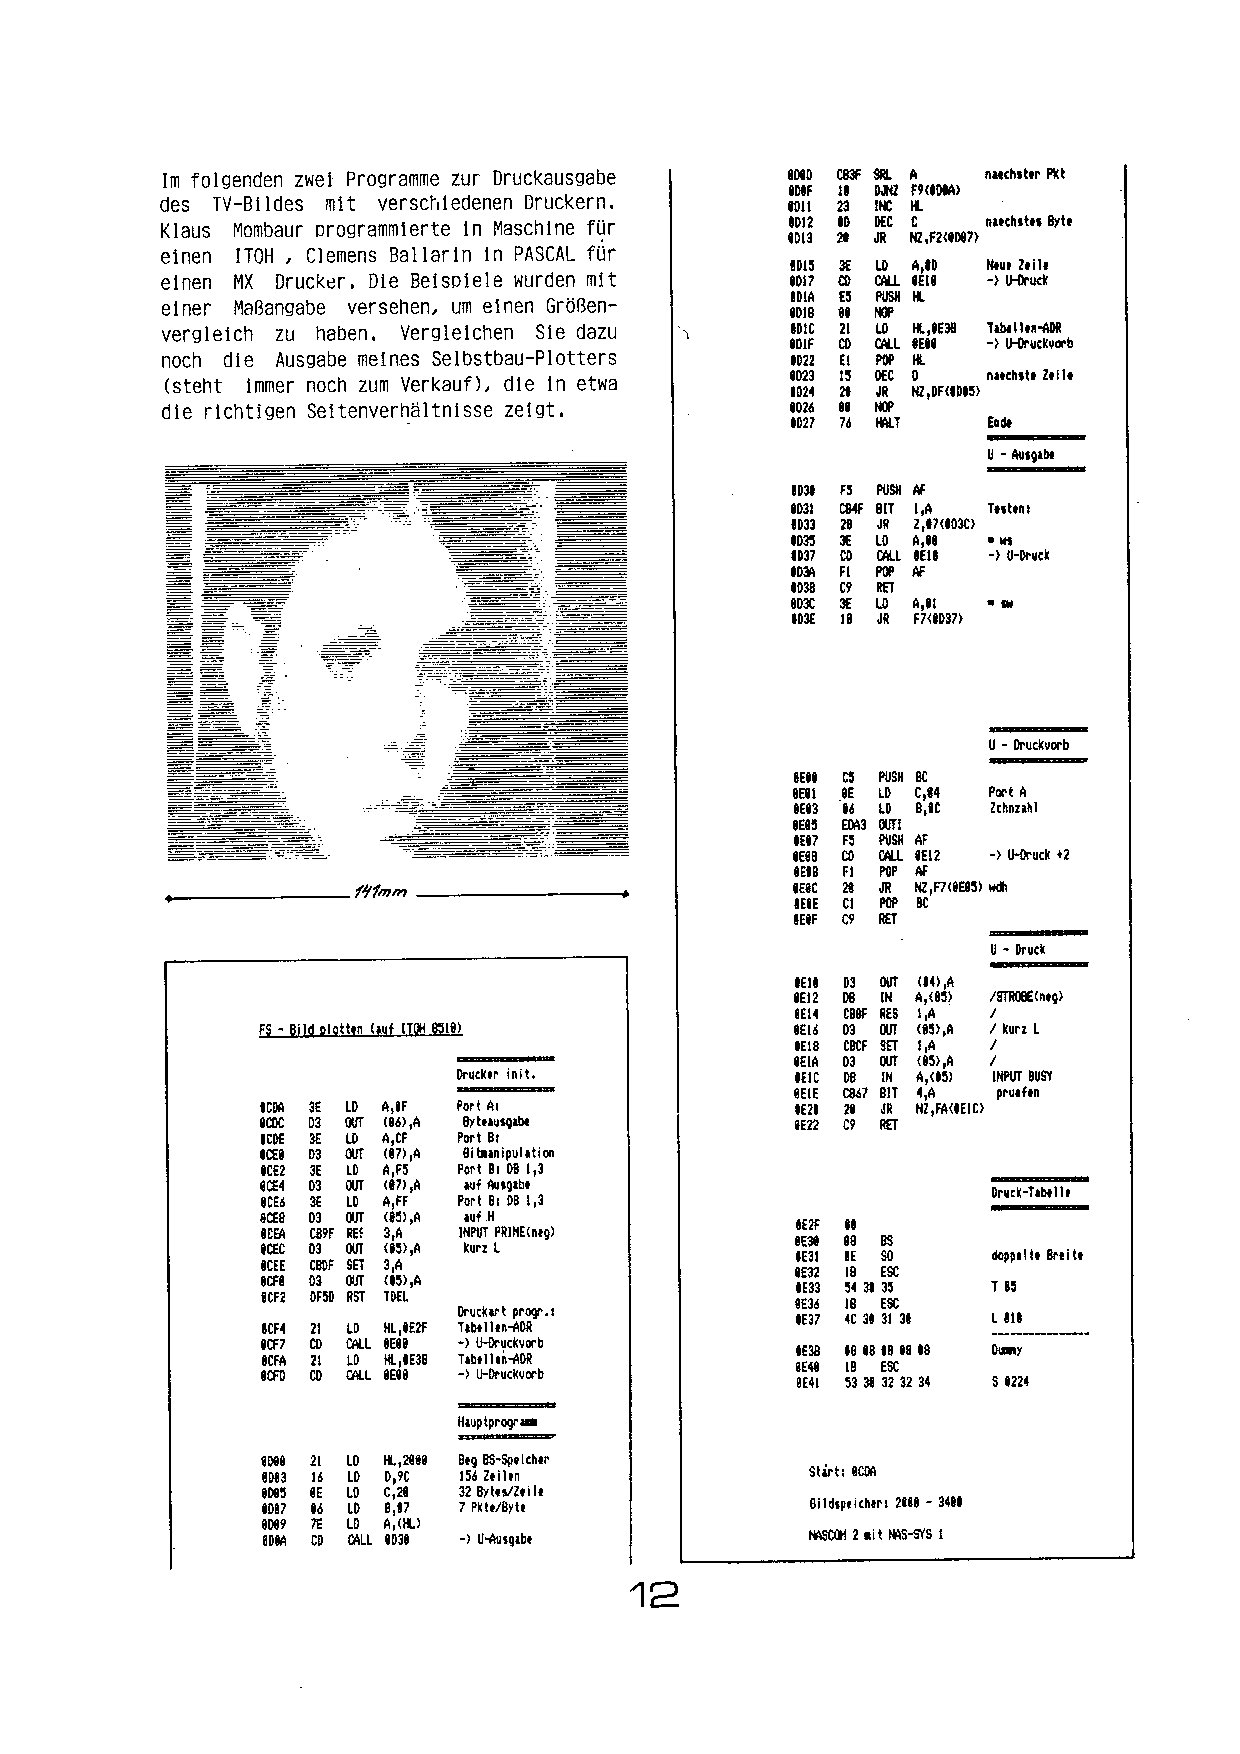 Im folgenden zwei Programme zur Druckausgabe
des TV-Bildes mit verschiedenen Druckern.
Klaus Mombaur programmierte in Maschine für
einen ITOH , Clemens Ballarin in PASCAL für
einen MX Drucker. Die Beispiele wurden mit
einer Maßangabe versehen, um einen Größen-
vergleich zu haben. Vergleichen Sie dazu
noch die Ausgabe meines Selbstbau-Plotters
(steht immer noch zum Verkauf), die in etwa
die richtigen Seitenverhältnisse zeigt.
141mm
FS - Bild plotten (auf ITOH 8510)
Drucker init.
0CDA 3E LD A,0F Port A:
0CDC D3 OUT (06),A Byteausgabe
0CDE 3E LD A,CF Port B:
0CE0 D3 OUT (07),A Bitmanipulation
0CE2 3E LD A,F5 Port B: DB 1,3
0CE4 D3 OUT (07),A auf Ausgabe
0CE6 3E LD A,FF Port B: DB 1,3
0CE8 D3 OUT (05),A auf H
0CEA CB9F RES 3,A INPUT PRIME(neg)
0CEC D3 OUT (05),A kurz L
0CEE CBDF SET 3,A
0CF0 D3 OUT (05),A
0CF2 DF5D RST TDEL
Druckart progr.:
0CF4 21 LD HL,0E2F Tabellen-ADR
0CF7 CD CALL 0E00 -> U-Druckvorb
0CFA 21 LD HL,0E3B Tabellen-ADR
0CFD CD CALL 0E00 -> U-Druckvorb
Hauptprogramm
0D00 21 LD HL,2000 Beg BS-Speicher
0D03 16 LD D,9C 156 Zeilen
0D05 0E LD C,20 32 Bytes/Zeile
0D07 06 LD B,07 7 Pkte/Byte
0D09 7E LD A,(HL)
0D0A CD CALL 0D30 -> U-Ausgabe
0D0D CB3F SRL A naechster Pkt
0D0F 10 DJNZ F9(0D0A)
0D11 23 INC HL
0D12 0D DEC C naechstes Byte
0D13 20 JR NZ,F2(0D07)
0D15 3E LD A,0D Neue Zeile
0D17 CD CALL 0E10 -> U-Druck
0D1A E5 PUSH HL
0D1B 00 NOP
0D1C 21 LD HL,0E3B Tabellen-ADR
0D1F CD CALL 0E00 -> U-Druckvorb
0D22 E1 POP HL
0D23 15 DEC D naechste Zeile
0D24 20 JR NZ,DF(0D05)
0D26 00 NOP
0D27 76 HALT Ende
U - Ausgabe
0D30 F5 PUSH AF
0D31 CB4F BIT 1,A Testen:
0D33 28 JR Z,07(0D3C)
0D35 3E LD A,00 = ws
0D37 CD CALL 0E10 -> U-Druck
0D3A F1 POP AF
0D3B C9 RET
0D3C 3E LD A,01 = sw
0D3E 18 JR F7(0D37)
U - Druckvorb
0E00 C5 PUSH BC
0E01 0E LD C,04 Port A
0E03 06 LD B,0C Zchnzahl
0E05 EDA3 OUTI
0E07 F5 PUSH AF
0E08 CD CALL 0E12 -> U-Druck +2
0E0B F1 POP AF
0E0C 20 JR NZ,F7(0E05) wdh
0E0E C1 POP BC
0E0F C9 RET
U - Druck
0E10 D3 OUT (04),A
0E12 DB IN A,(05) /STROBE(neg)
0E14 CB8F RES 1,A /
0E16 D3 OUT (05),A / kurz L
0E18 CBCF SET 1,A /
0E1A D3 OUT (05),A /
0E1C DB IN A,(05) INPUT BUSY
0E1E CB67 BIT 4,A pruefen
0E20 20 JR NZ,FA(0E1C)
0E22 C9 RET
Druck-Tabelle
0E2F 00
0E30 08 BS
0E31 0E SO doppelte Breite
0E32 1B ESC
0E33 54 30 35 T 05
0E36 1B ESC
0E37 4C 30 31 30 L 010
0E3B 08 08 08 08 08 Dummy
0E40 1B ESC
0E41 53 30 32 32 34 S 0224
Start: 0CDA
Bildspeicher: 2000 - 3400
NASCOM 2 mit NAS-SYS 1
12